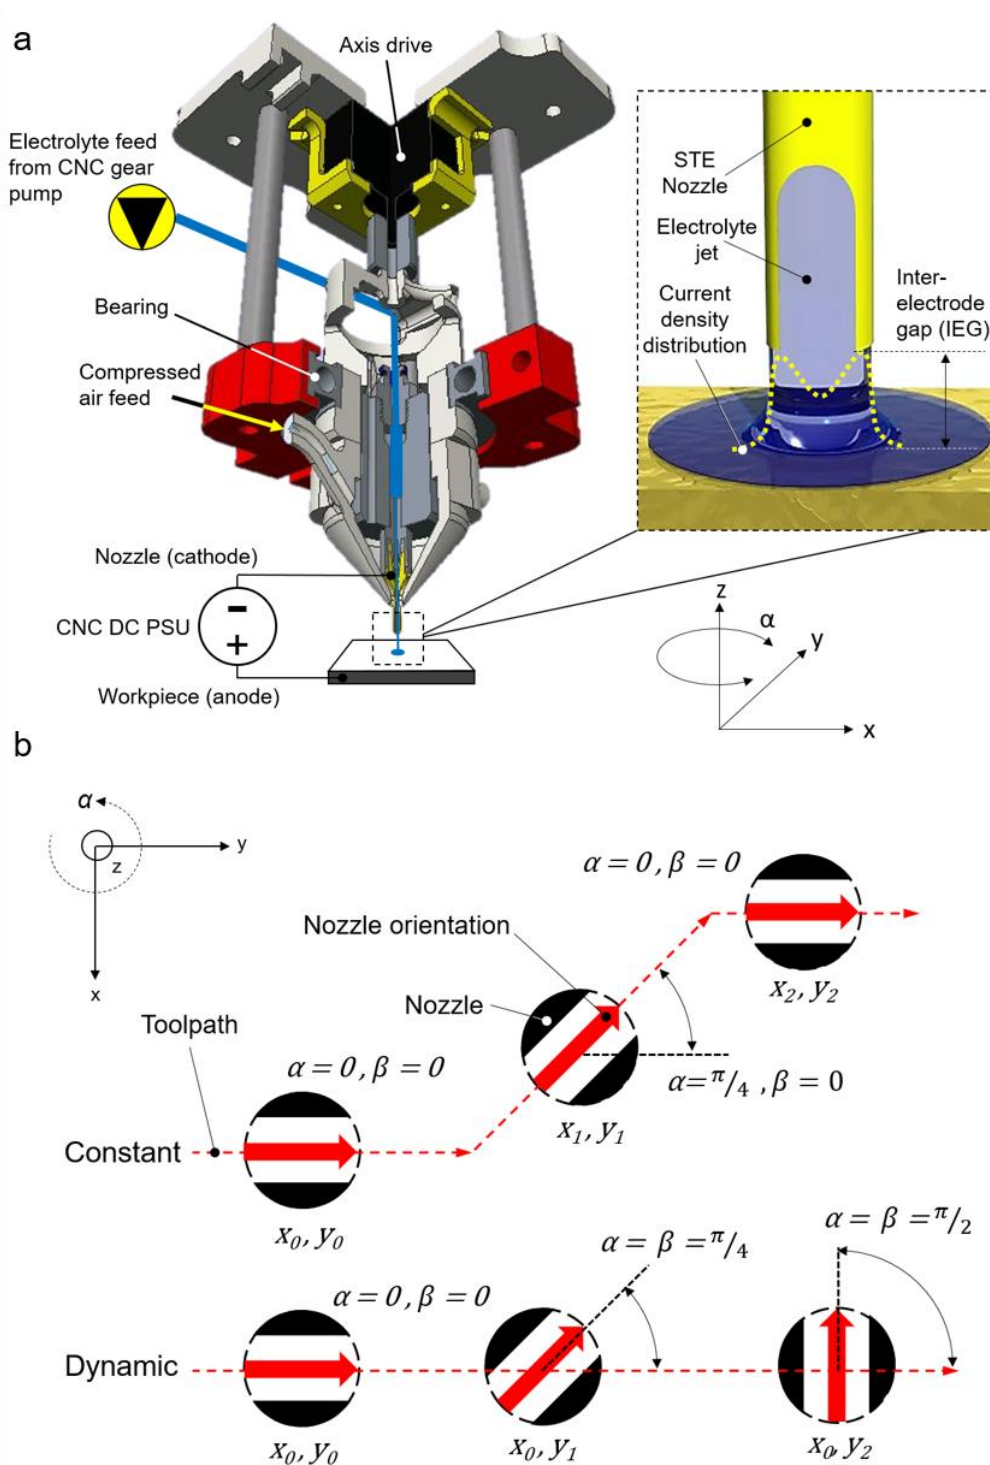 a
Axis drive
Electrolyte feed
from CNC gear
pump
Bearing
Compressed
air feed
Nozzle (cathode)
CNC DC PSU
-
+
Workpiece (anode)
STE
Nozzle
Electrolyte
jet
Current
density
distribution
Inter-
electrode
gap (IEG)
z
α
y
x
b
α
z
y
x
α = 0, β = 0
Nozzle orientation
x₂, y₂
Nozzle
Toolpath
α = 0, β = 0
α=π/4 , β = 0
x₁, y₁
Constant
x₀, y₀
α = β = π/2
α = β = π/4
α = 0, β = 0
Dynamic
x₀, y₀
x₀, y₁
x₀, y₂